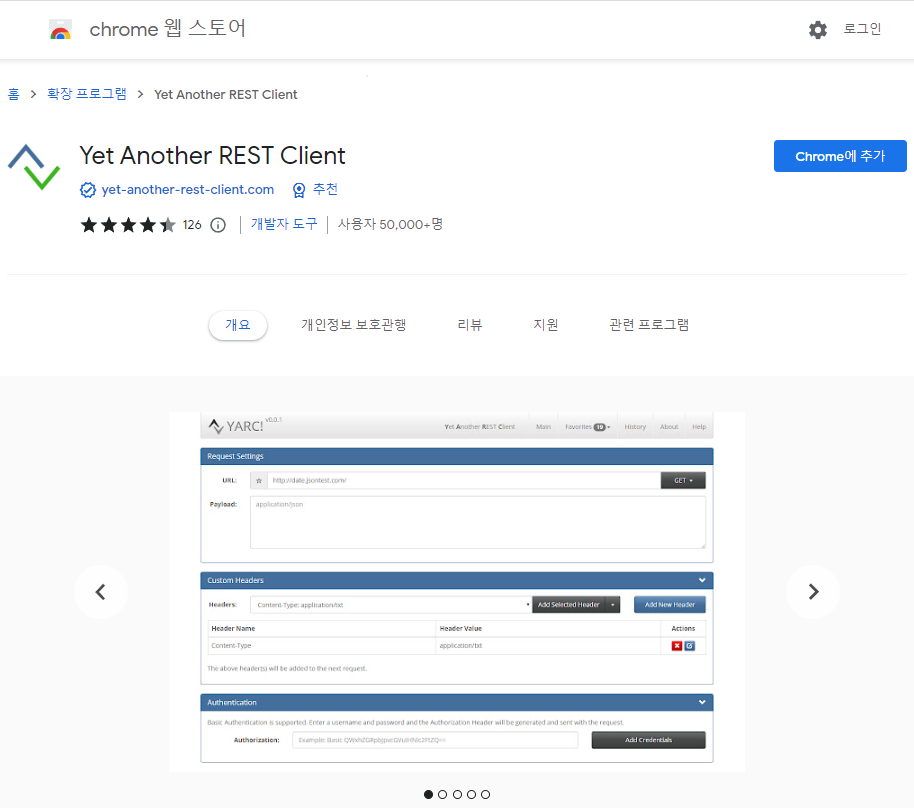 chrome 웹 스토어 로그인
홈 > 확장 프로그램 > Yet Another REST Client
Yet Another REST Client
Chrome에 추가
yet-another-rest-client.com 추천
126 개발자 도구 사용자 50,000+명
개요 개인정보 보호관행 리뷰 지원 관련 프로그램
YARC! v0.0.1 Yet Another REST Client Main Favorites History About Help
Request Settings
URL: http://date.jsontest.com/ GET
Payload: application/json
Custom Headers
Headers: Content-Type: application/txt Add Selected Header Add New Header
Header Name Header Value Actions
Content-Type application/txt
The above header(s) will be added to the next request.
Authentication
Basic Authentication is supported. Enter a username and password and the Authorization Header will be generated and sent with the request.
Authorization: Example: Basic Add Credentials